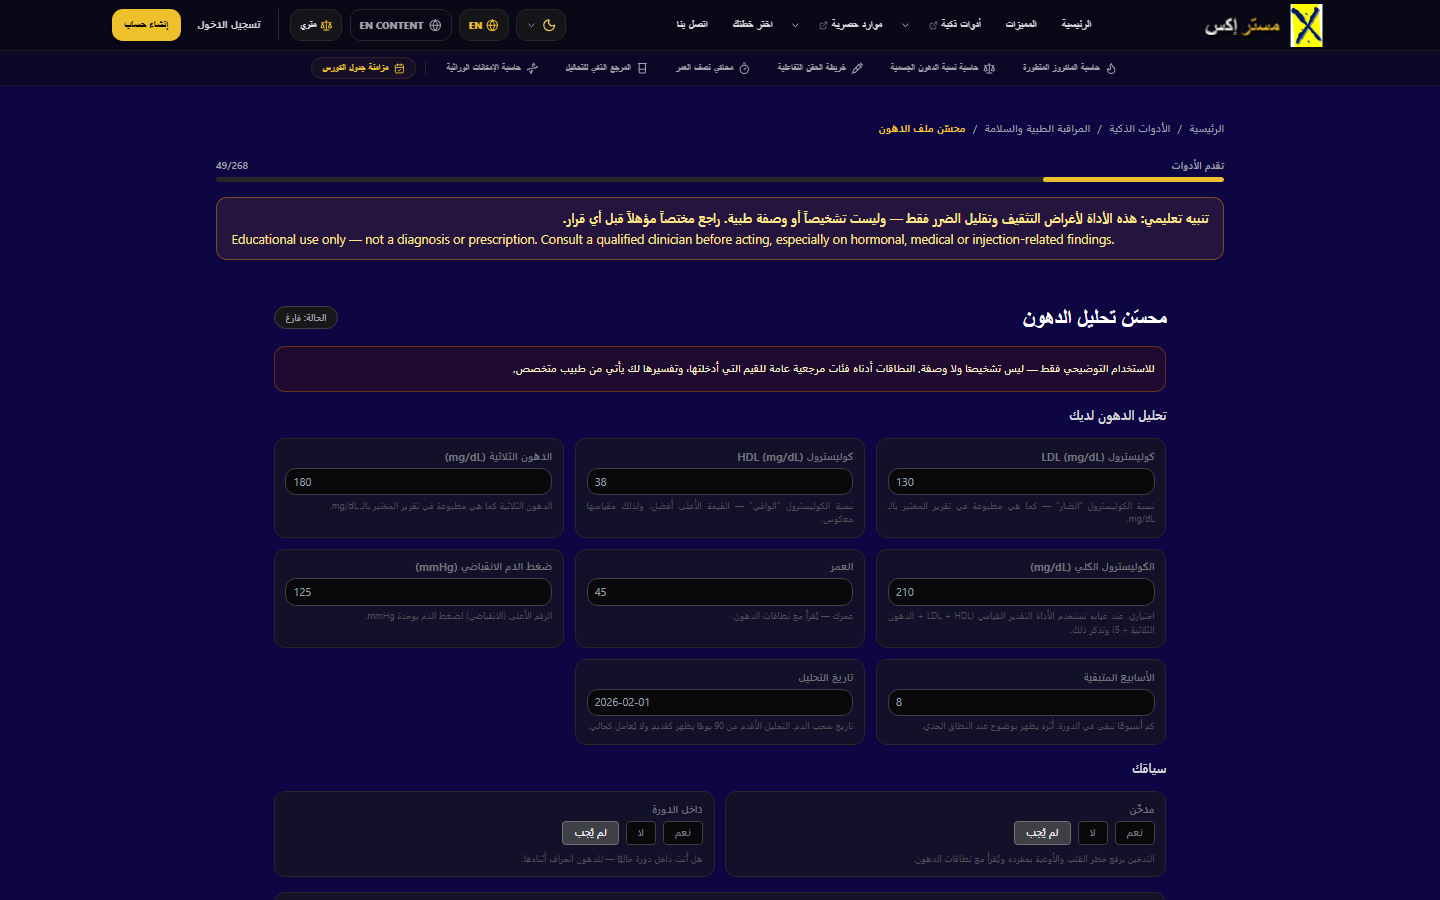 مستر إكس
الرئيسية
المميزات
أدوات ذكية
موارد حصرية
اختر خطتك
اتصل بنا
EN
EN CONTENT
متري
تسجيل الدخول
إنشاء حساب
حاسبة الماكروز المتطورة
حاسبة نسبة الدهون الجسمية
خريطة الحقن التفاعلية
محاكي نصف العمر
المرجع الذكي للتحاليل
حاسبة الإمكانات الوراثية
مزامنة جدول الكورس
الرئيسية / الأدوات الذكية / المراقبة الطبية والسلامة / محسّن ملف الدهون
تقدم الأدوات
49/268
تنبيه تعليمي: هذه الأداة لأغراض التثقيف وتقليل الضرر فقط — وليست تشخيصاً أو وصفة طبية. راجع مختصاً مؤهلاً قبل أي قرار.
Educational use only — not a diagnosis or prescription. Consult a qualified clinician before acting, especially on hormonal, medical or injection-related findings.
محسّن تحليل الدهون
الحالة: فارغ
للاستخدام التوضيحي فقط — ليس تشخيصًا ولا وصفة. النطاقات أدناه فئات مرجعية عامة للقيم التي أدخلتها، وتفسيرها لك يأتي من طبيب متخصص.
تحليل الدهون لديك
كوليسترول LDL (mg/dL)
130
نسبة الكوليسترول "الضار" — كما هي مطبوعة في تقرير المختبر بالـ
mg/dL.
كوليسترول HDL (mg/dL)
38
نسبة الكوليسترول "الواقي" — القيمة الأعلى أفضل، ولذلك مقياسها
معكوس.
الدهون الثلاثية (mg/dL)
180
الدهون الثلاثية كما هي مطبوعة في تقرير المختبر بالـ mg/dL.
الكوليسترول الكلي (mg/dL)
210
اختياري. عند غيابه تستخدم الأداة التقدير القياسي (LDL + HDL + الدهون
الثلاثية ÷ 5) وتذكر ذلك.
العمر
45
عمرك — يُقرأ مع نطاقات الدهون.
ضغط الدم الانقباضي (mmHg)
125
الرقم الأعلى (الانقباضي) لضغط الدم بوحدة mmHg.
الأسابيع المتبقية
8
كم أسبوعًا تبقى في الدورة. أثره يظهر بوضوح عند النطاق الحدي.
تاريخ التحليل
2026-02-01
تاريخ سحب الدم. التحليل الأقدم من 90 يومًا يظهر كقديم ولا يُعامل كحالي.
سياقك
مدخّن
نعم
لا
لم يُجب
التدخين يرفع خطر القلب والأوعية بمفرده ويُقرأ مع نطاقات الدهون.
داخل الدورة
نعم
لا
لم يُجب
هل أنت داخل دورة حاليًا — للدهون انحراف أثناءها.